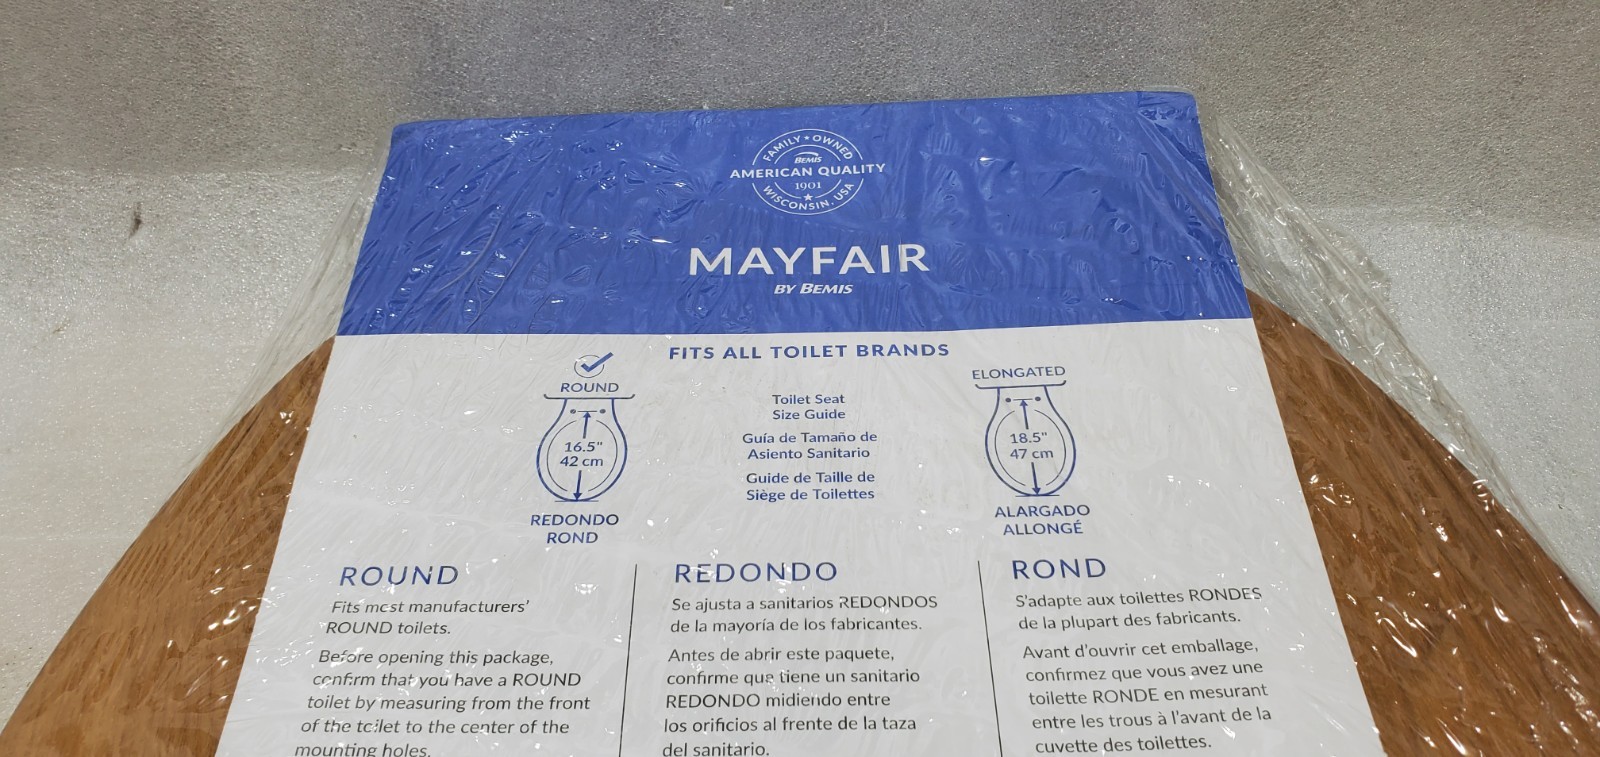 FAMILY ★ OWNED
BEMIS
AMERICAN QUALITY
1901
WISCONSIN, USA
MAYFAIR
BY BEMIS
FITS ALL TOILET BRANDS
ROUND
16.5"
42 cm
REDONDO
ROND
Toilet Seat
Size Guide
Guía de Tamaño de
Asiento Sanitario
Guide de Taille de
Siège de Toilettes
ELONGATED
18.5"
47 cm
ALARGADO
ALLONGÉ
ROUND
Fits most manufacturers'
ROUND toilets.
Before opening this package,
confirm that you have a ROUND
toilet by measuring from the front
of the toilet to the center of the
mounting holes.
REDONDO
Se ajusta a sanitarios REDONDOS
de la mayoría de los fabricantes.
Antes de abrir este paquete,
confirme que tiene un sanitario
REDONDO midiendo entre
los orificios al frente de la taza
del sanitario.
ROND
S'adapte aux toilettes RONDES
de la plupart des fabricants.
Avant d'ouvrir cet emballage,
confirmez que vous avez une
toilette RONDE en mesurant
entre les trous à l'avant de la
cuvette des toilettes.